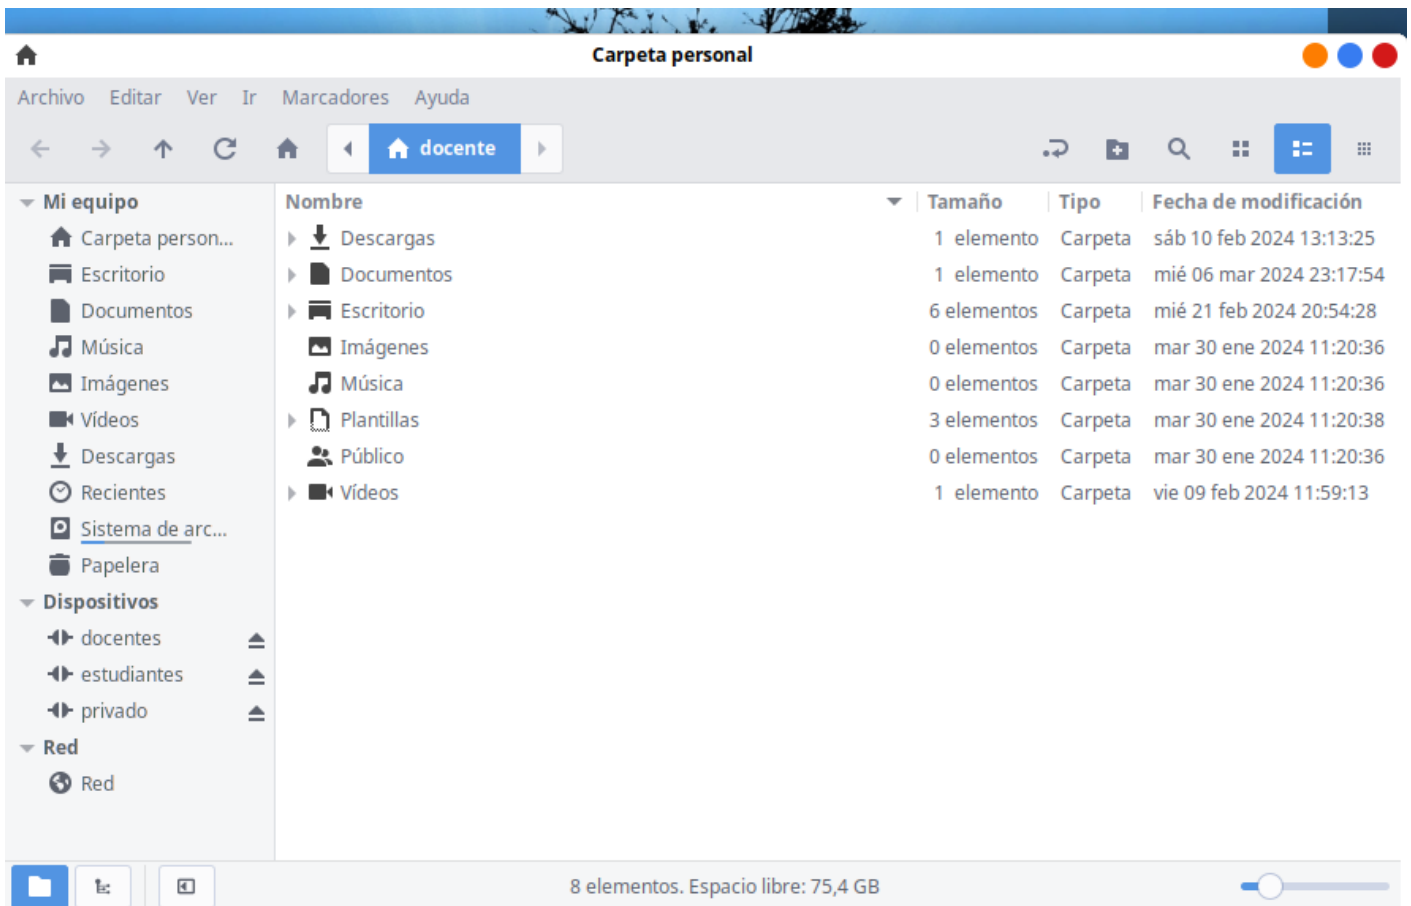 Carpeta personal
Archivo Editar Ver Ir Marcadores Ayuda
docente
Mi equipo
Carpeta person...
Escritorio
Documentos
Música
Imágenes
Vídeos
Descargas
Recientes
Sistema de arc...
Papelera
Dispositivos
docentes
estudiantes
privado
Red
Red
Nombre Tamaño Tipo Fecha de modificación
Descargas 1 elemento Carpeta sáb 10 feb 2024 13:13:25
Documentos 1 elemento Carpeta mié 06 mar 2024 23:17:54
Escritorio 6 elementos Carpeta mié 21 feb 2024 20:54:28
Imágenes 0 elementos Carpeta mar 30 ene 2024 11:20:36
Música 0 elementos Carpeta mar 30 ene 2024 11:20:36
Plantillas 3 elementos Carpeta mar 30 ene 2024 11:20:38
Público 0 elementos Carpeta mar 30 ene 2024 11:20:36
Vídeos 1 elemento Carpeta vie 09 feb 2024 11:59:13
8 elementos. Espacio libre: 75,4 GB